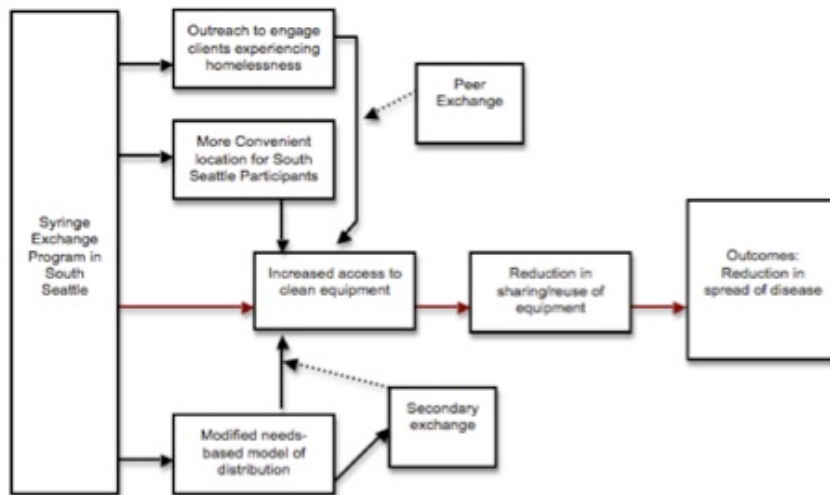 Outreach to engage
clients experiencing
homelessness
Peer
Exchange
More Convenient
location for South
Seattle Participants
Syringe
Exchange
Program in
South
Seattle
Increased access to
clean equipment
Reduction in
sharing/reuse of
equipment
Outcomes:
Reduction in
spread of disease
Modified needs-
based model of
distribution
Secondary
exchange